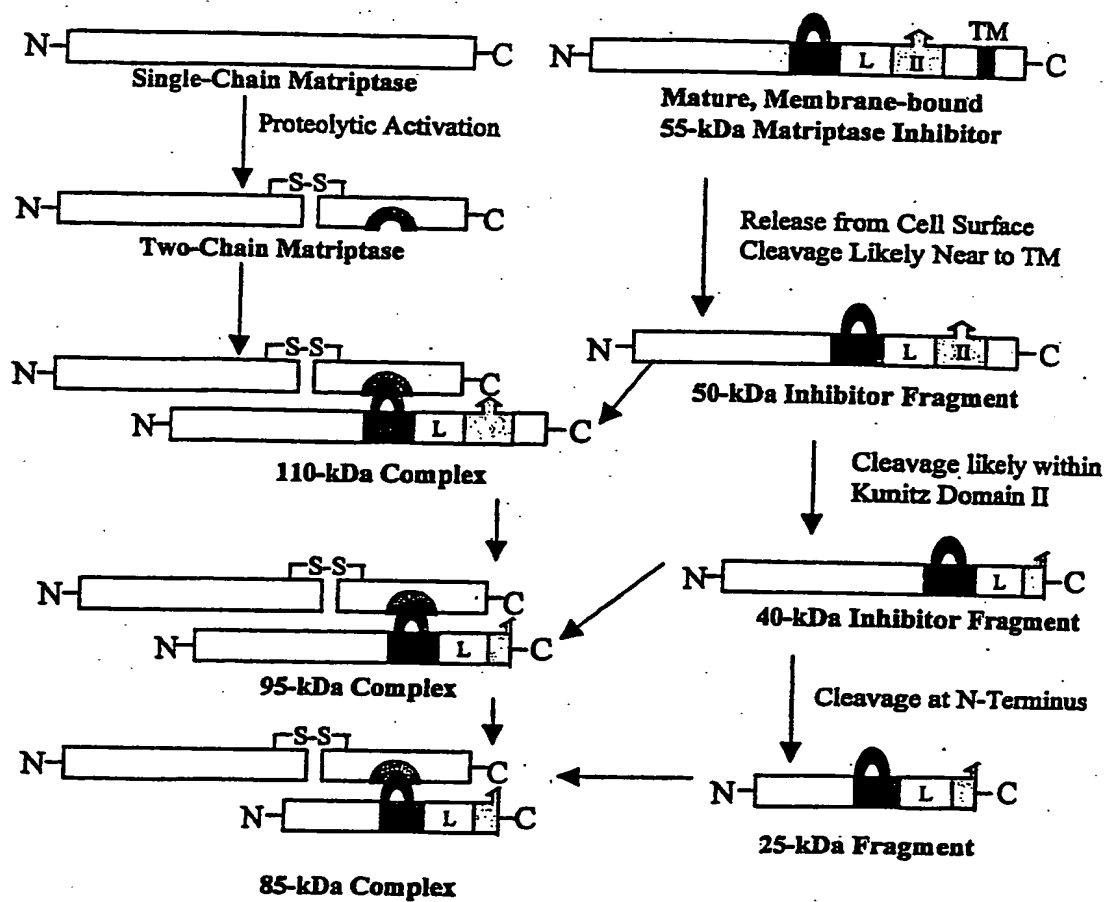 N C
Single-Chain Matriptase
Proteolytic Activation
S-S
N C
Two-Chain Matriptase
S-S
N C
N L C
110-kDa Complex
S-S
N C
N L C
95-kDa Complex
S-S
N C
N L C
85-kDa Complex
TM
N L II C
Mature, Membrane-bound
55-kDa Matriptase Inhibitor
Release from Cell Surface
Cleavage Likely Near to TM
N L II C
50-kDa Inhibitor Fragment
Cleavage likely within
Kunitz Domain II
N L C
40-kDa Inhibitor Fragment
Cleavage at N-Terminus
N L C
25-kDa Fragment